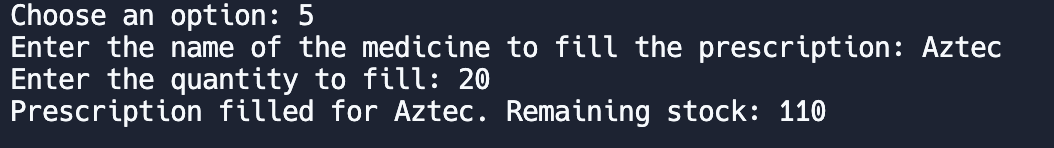 Choose an option: 5
Enter the name of the medicine to fill the prescription: Aztec
Enter the quantity to fill: 20
Prescription filled for Aztec. Remaining stock: 110